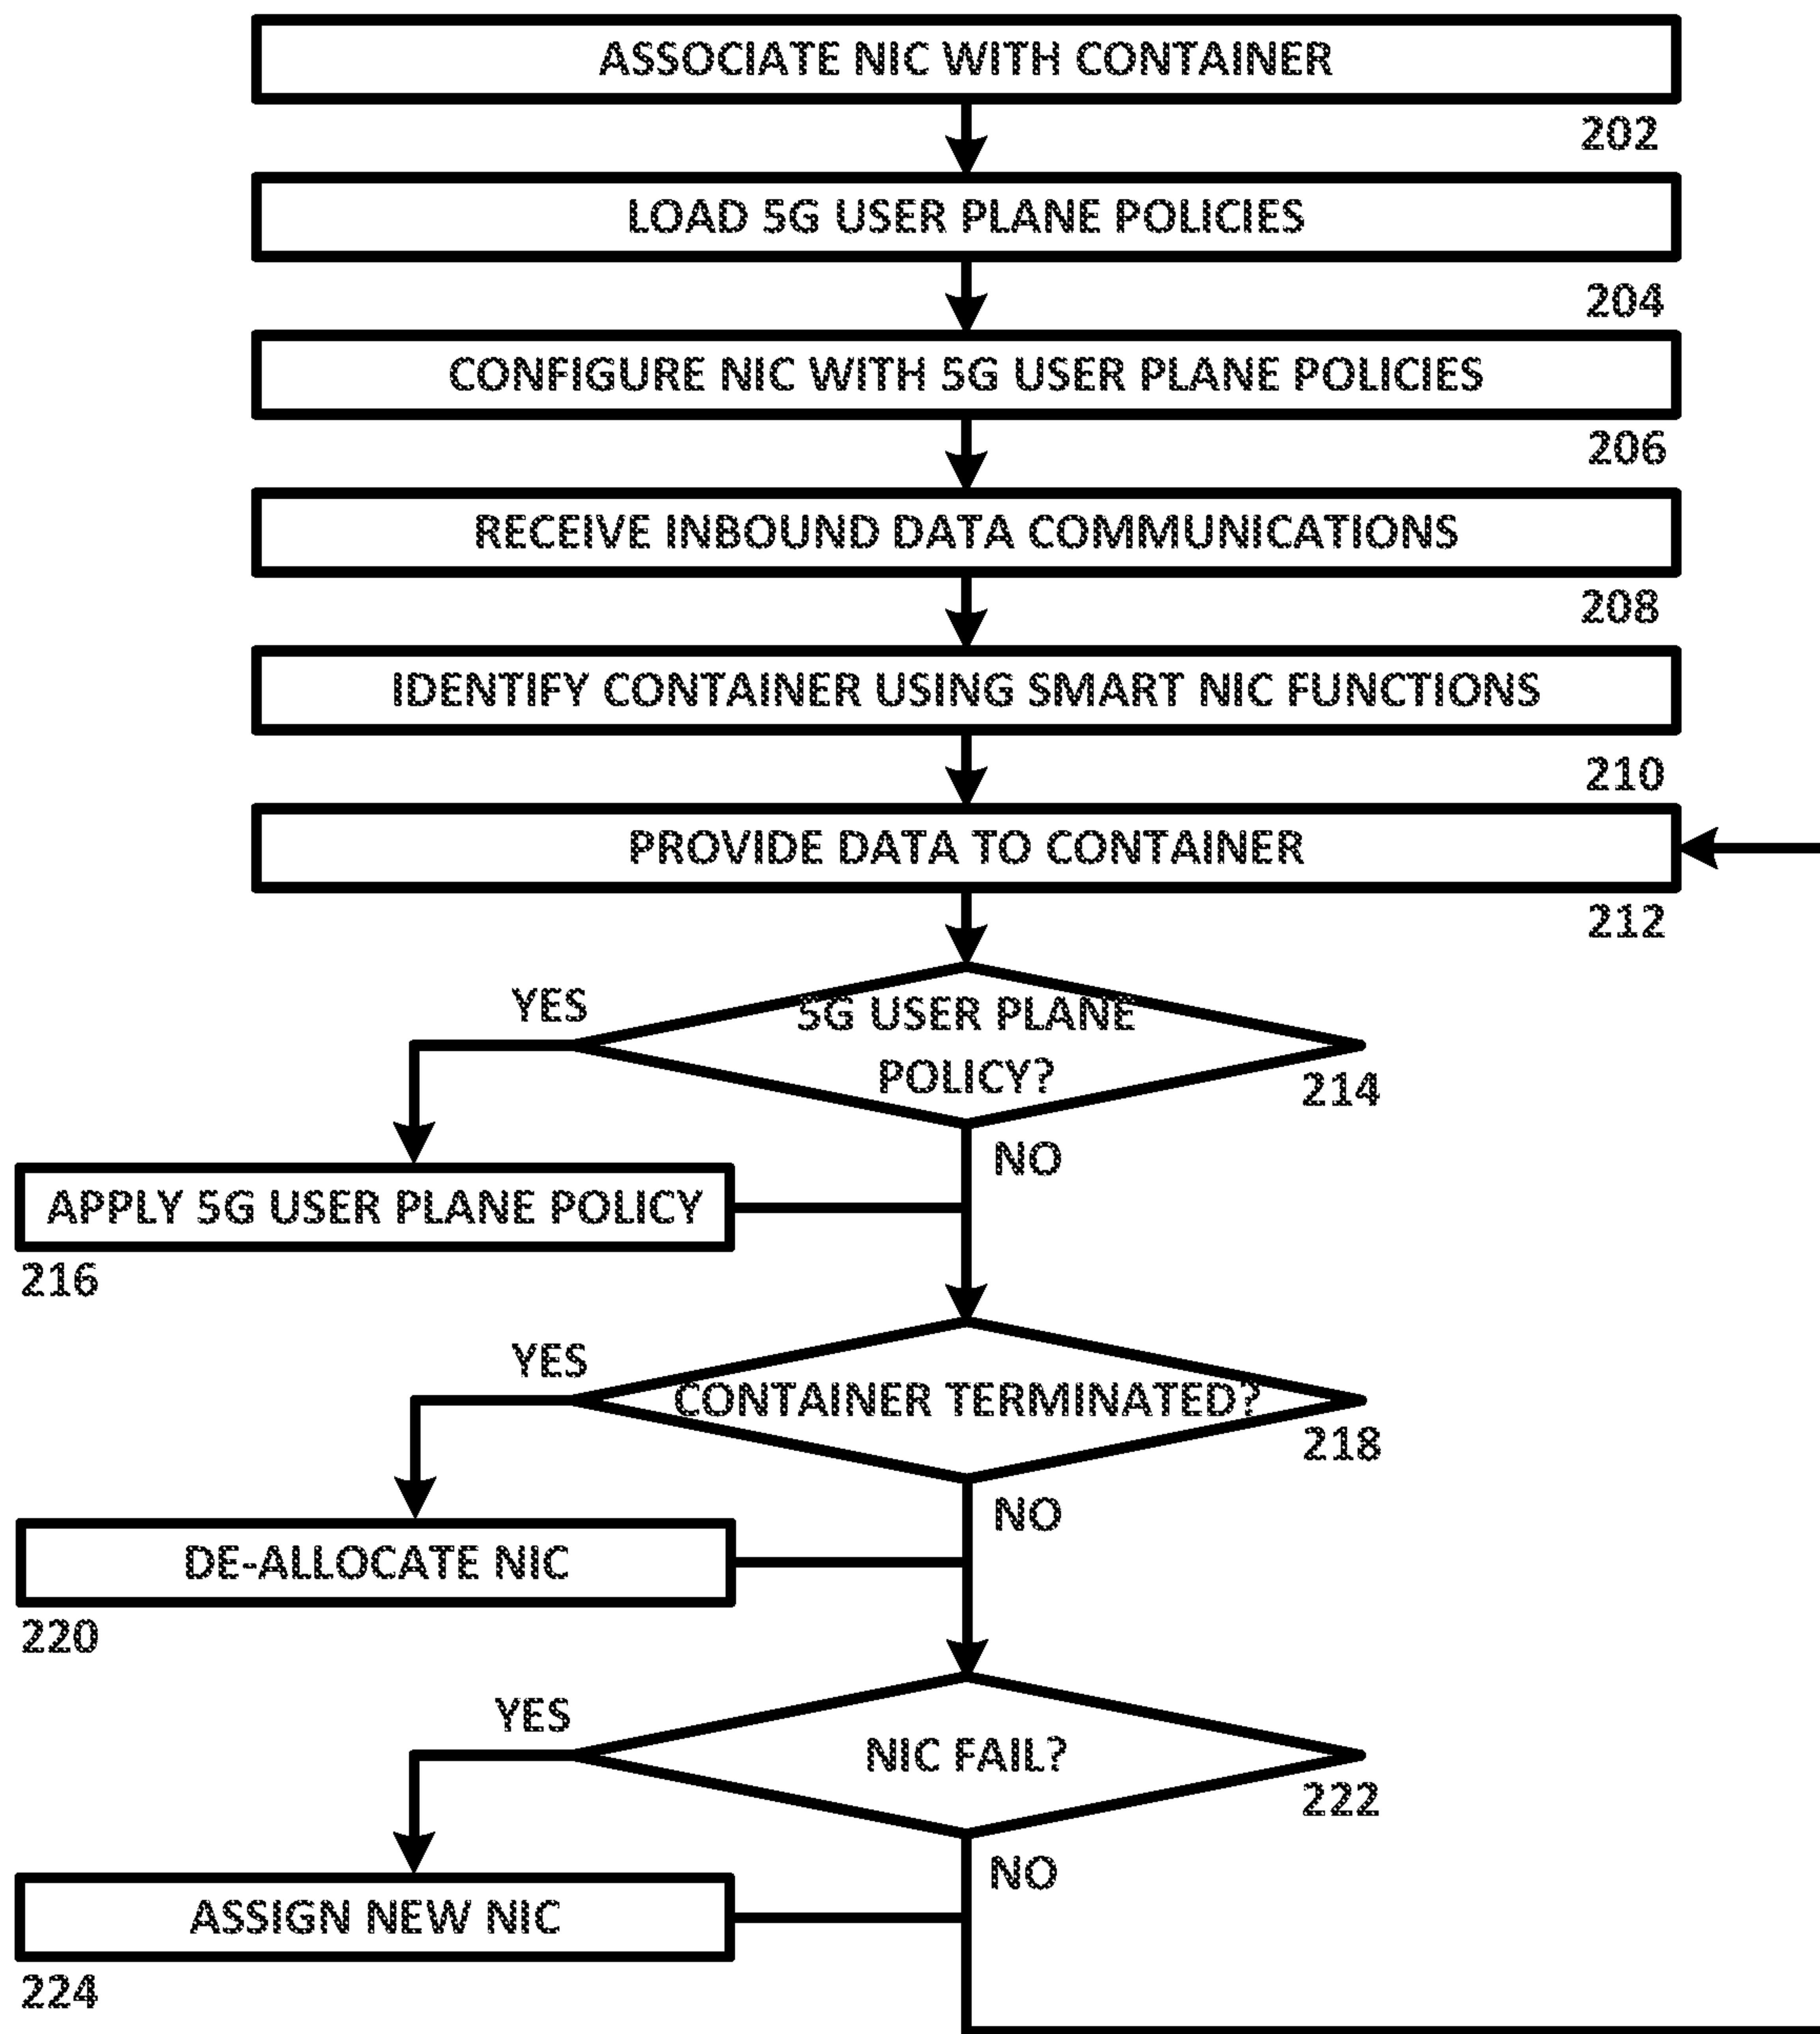 ASSOCIATE NIC WITH CONTAINER
202
LOAD 5G USER PLANE POLICIES
204
CONFIGURE NIC WITH 5G USER PLANE POLICIES
206
RECEIVE INBOUND DATA COMMUNICATIONS
208
IDENTIFY CONTAINER USING SMART NIC FUNCTIONS
210
PROVIDE DATA TO CONTAINER
212
YES
5G USER PLANE
POLICY?
214
NO
APPLY 5G USER PLANE POLICY
216
YES
CONTAINER TERMINATED?
218
NO
DE-ALLOCATE NIC
220
YES
NIC FAIL?
222
NO
ASSIGN NEW NIC
224